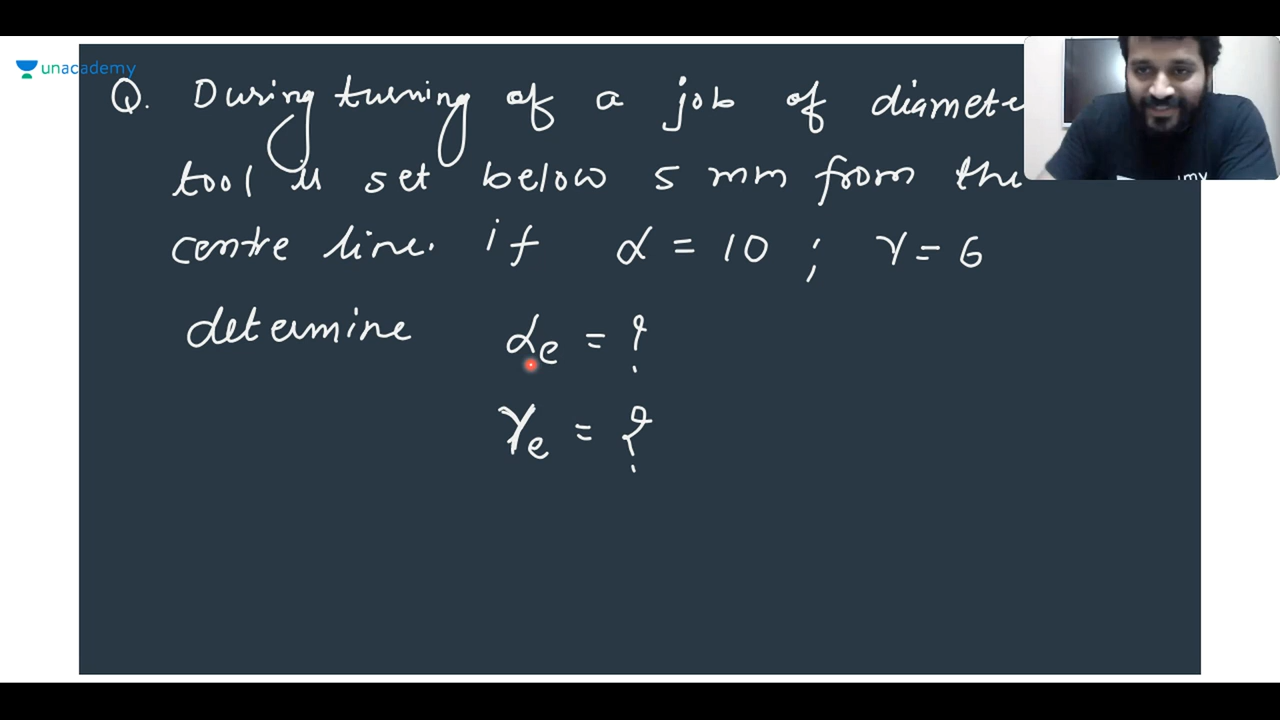 unacademy
Q. During turning of a job of diamete
tool is set below 5 mm from the
centre line. if α = 10 ; γ = 6
determine αe = ?
γe = ?
my